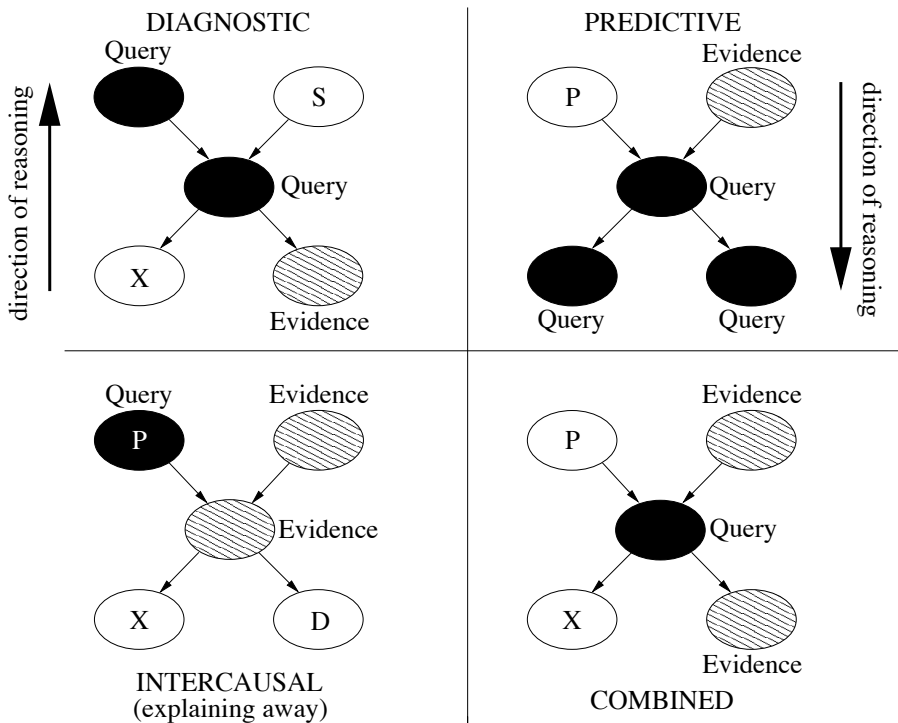 DIAGNOSTIC
Query
S
Query
X
Evidence
direction of reasoning
PREDICTIVE
Evidence
P
Query
Query
Query
direction of reasoning
Query
Evidence
P
Evidence
X
D
INTERCAUSAL
(explaining away)
Evidence
P
Query
X
Evidence
COMBINED